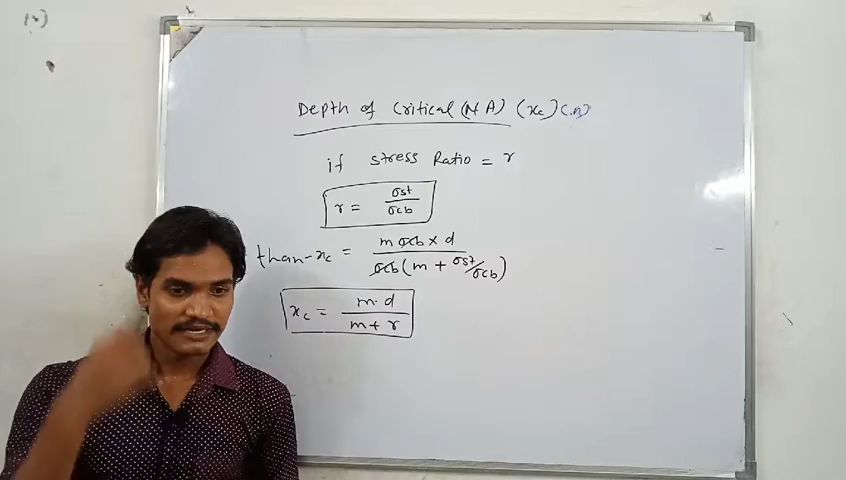 Depth of Critical (N A) (xc)
if stress Ratio = r
r = σst/σcb
than - xc = m σcb × d / σcb (m + σst/σcb)
xc = m.d / m + r